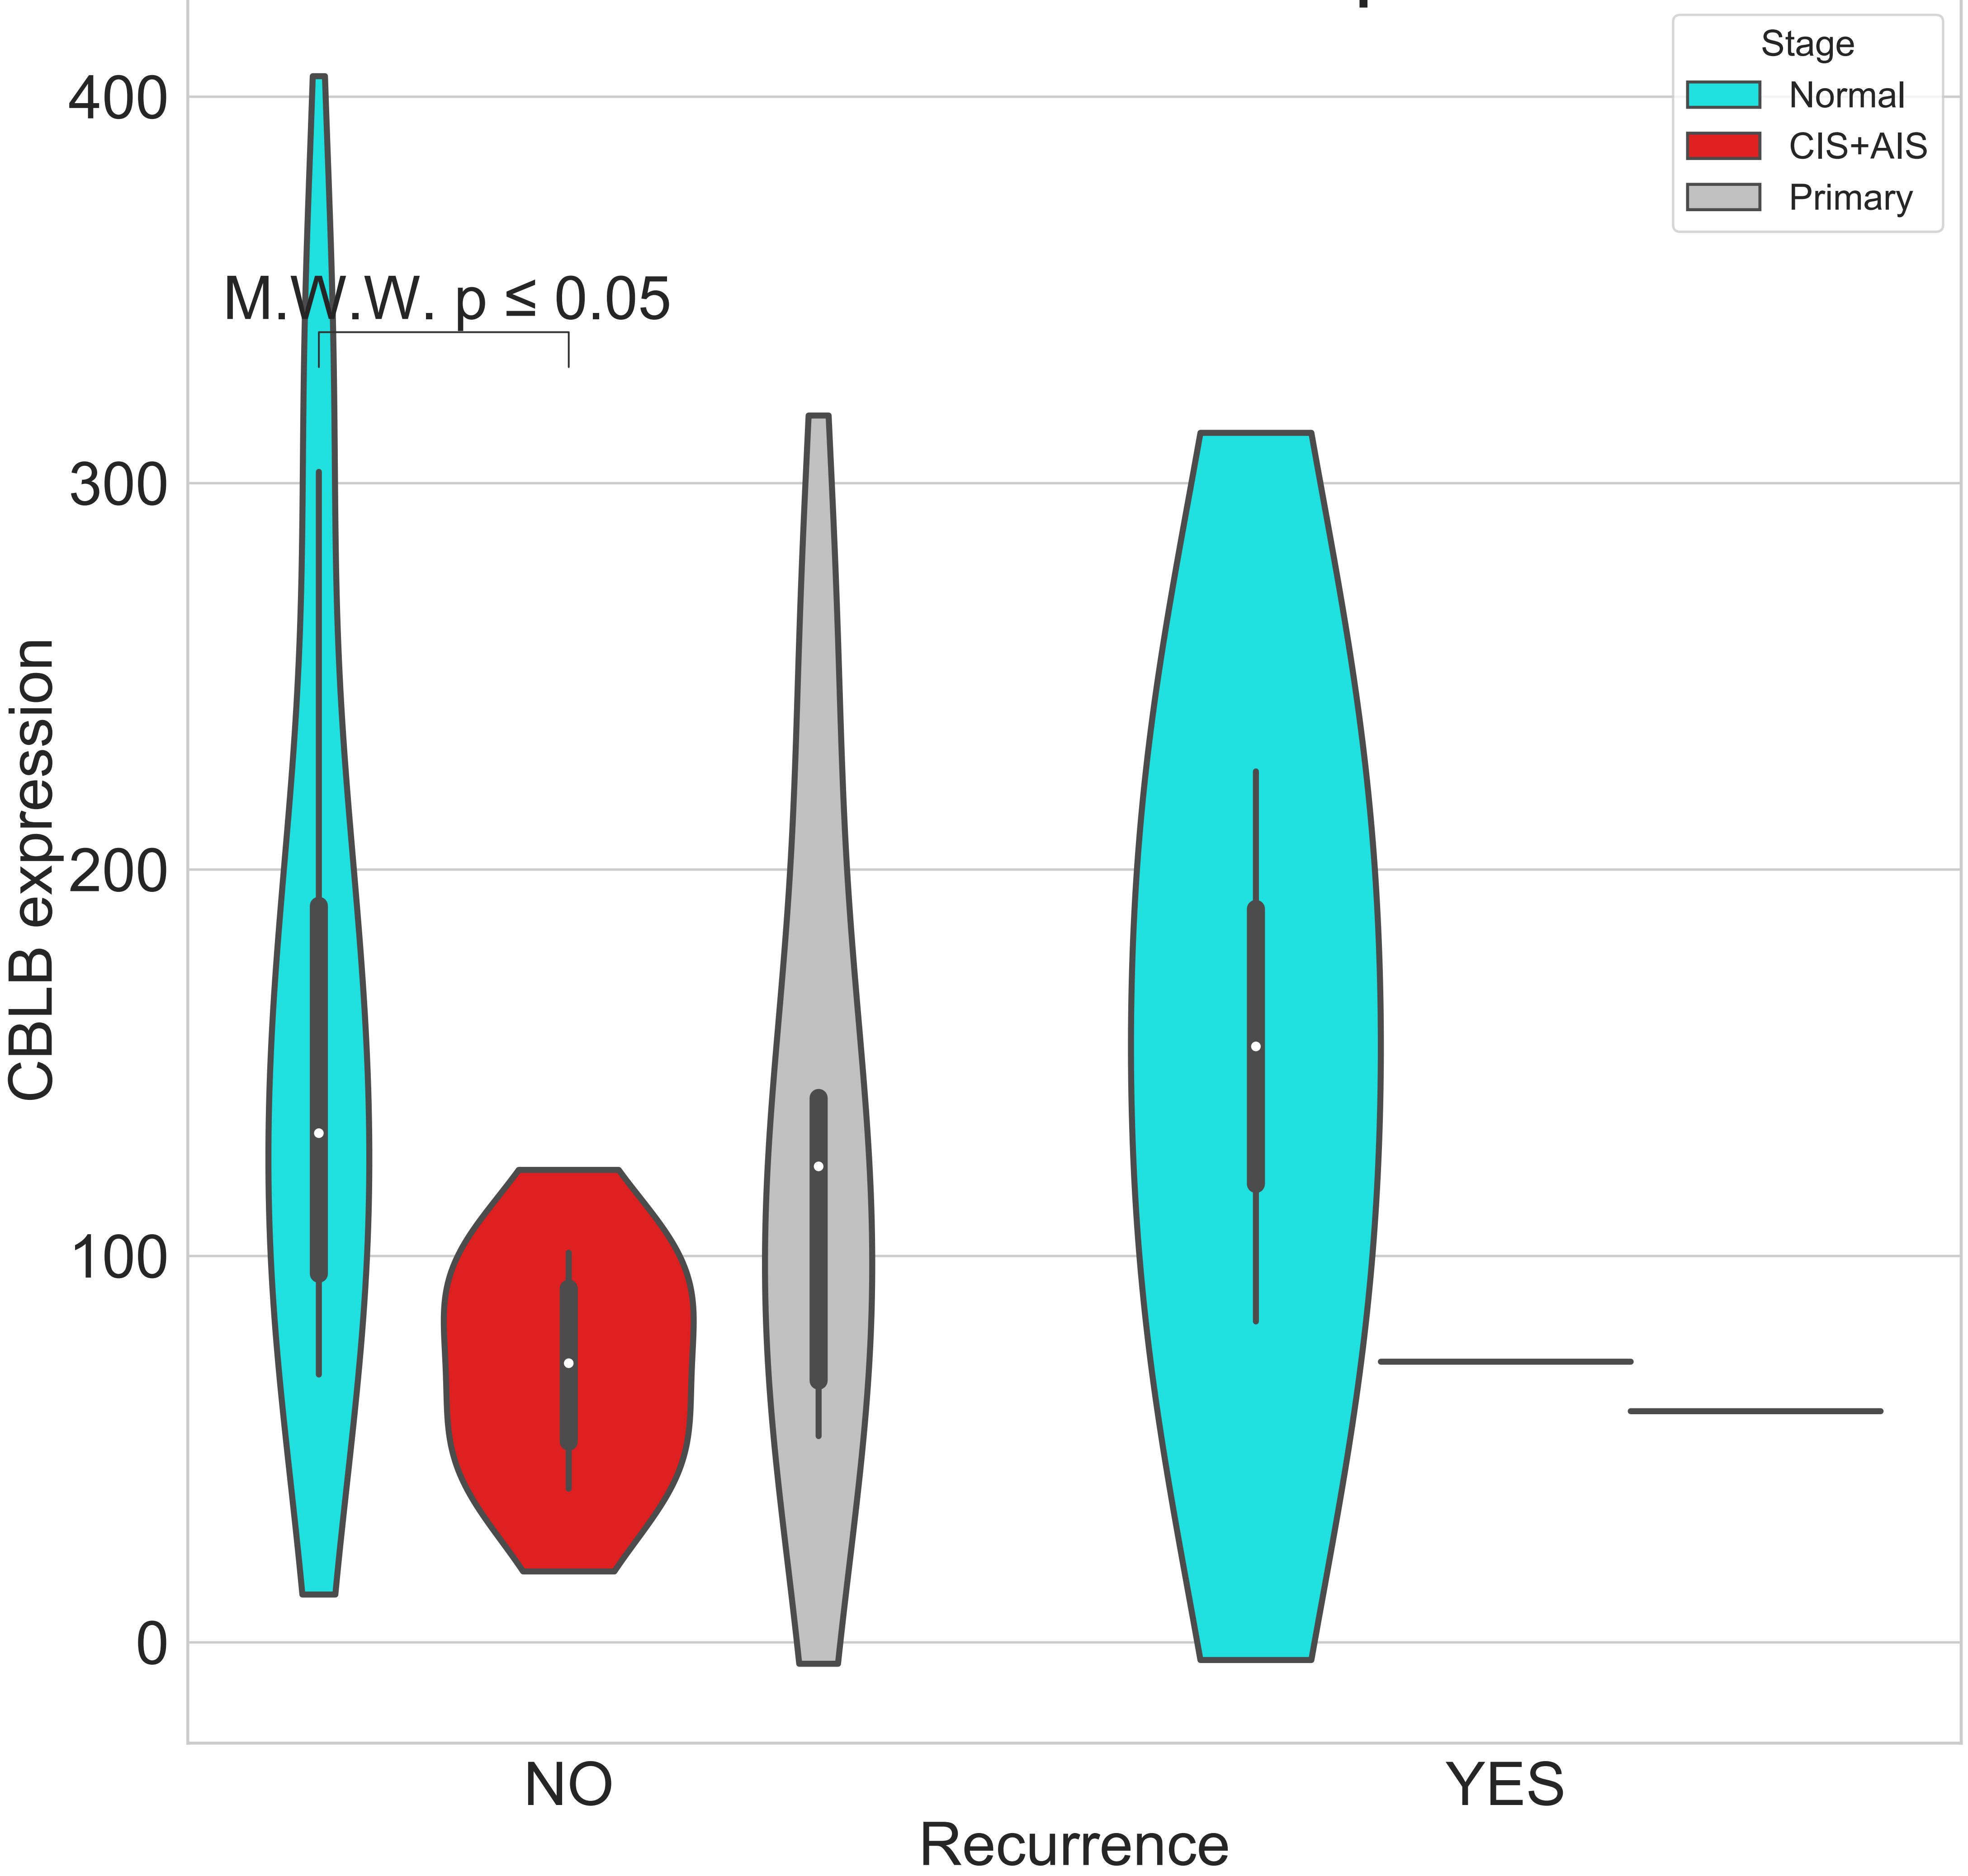 Stage
Normal
CIS+AIS
Primary
M.W.W. p ≤ 0.05
400
300
200
100
0
CBLB expression
NO
YES
Recurrence